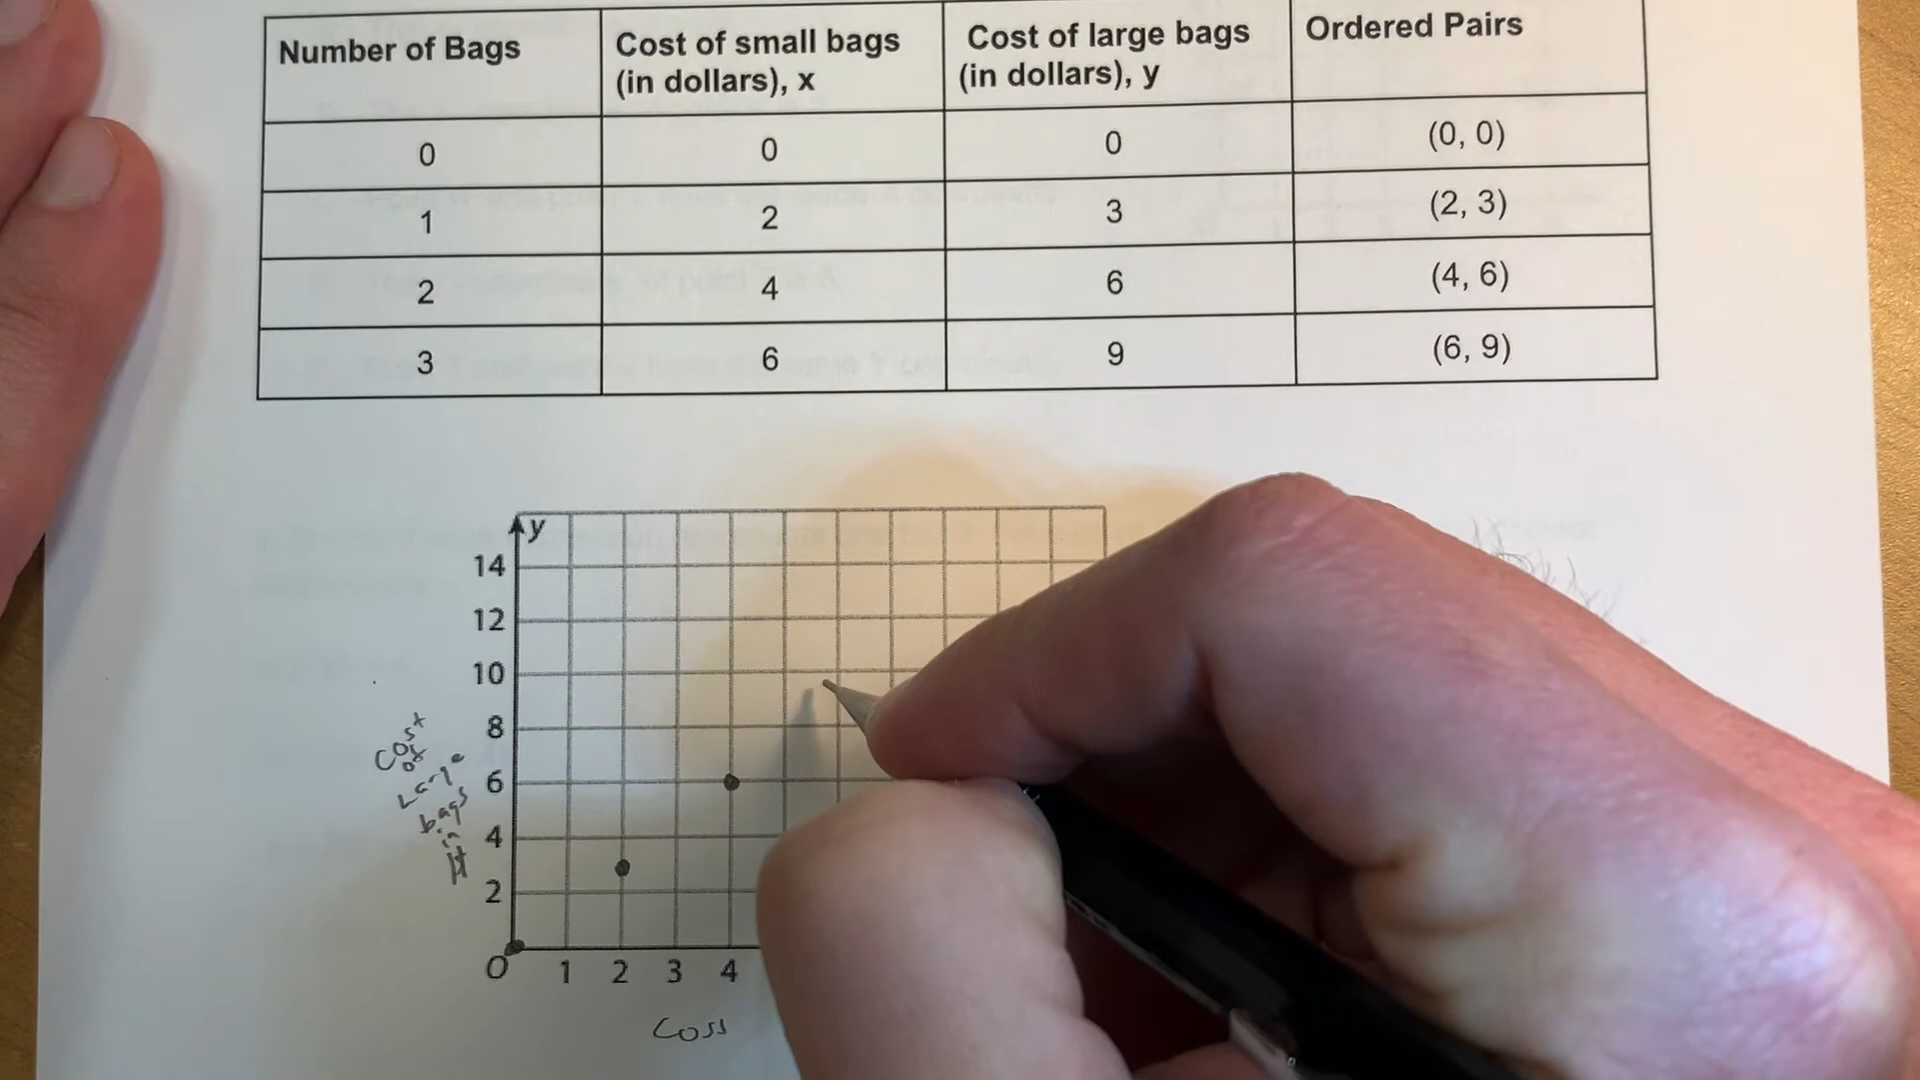 Number of Bags
Cost of small bags
(in dollars), x
Cost of large bags
(in dollars), y
Ordered Pairs
0 0 0 (0, 0)
1 2 3 (2, 3)
2 4 6 (4, 6)
3 6 9 (6, 9)
y
14
12
10
8
6
4
2
O 1 2 3 4
Cost
of
Large
bags
in
Coss